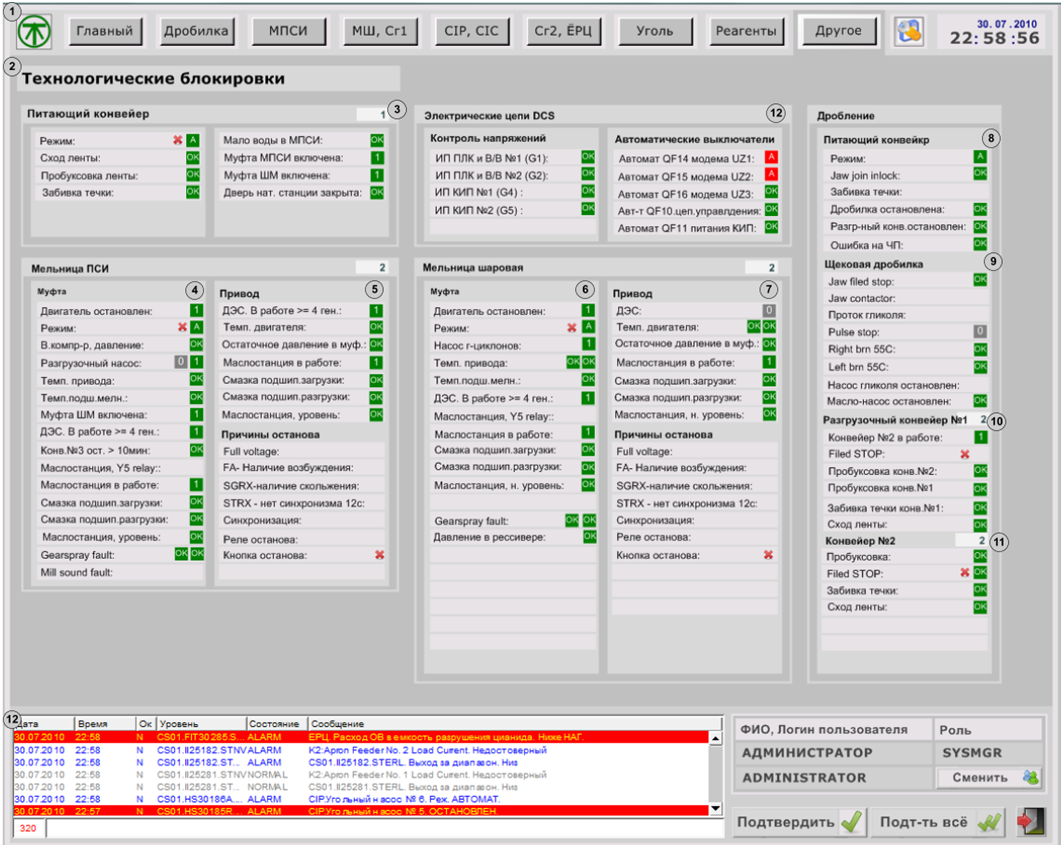 1
Главный Дробилка МПСИ МШ, Сг1 CIP, CIC Сг2, ЁРЦ Уголь Реагенты Другое
30.07.2010
22:58:56
2
Технологические блокировки
Питающий конвейер 1 3
Режим: A
Сход ленты: OK
Пробуксовка ленты: OK
Забивка течки: OK
Мало воды в МПСИ: OK
Муфта МПСИ включена: 1
Муфта ШМ включена: 1
Дверь нат. станции закрыта: OK
Электрические цепи DCS 12
Контроль напряжений
ИП ПЛК и В/В №1 (G1): OK
ИП ПЛК и В/В №2 (G2): OK
ИП КИП №1 (G4) : OK
ИП КИП №2 (G5) : OK
Автоматические выключатели
Автомат QF14 модема UZ1: A
Автомат QF15 модема UZ2: A
Автомат QF16 модема UZ3: OK
Авт-т QF10.цеп.управлдения: OK
Автомат QF11 питания КИП: OK
Мельница ПСИ 2
Муфта 4
Двигатель остановлен: 1
Режим: A
В.компр-р, давление: OK
Разгрузочный насос: 0 1
Темп. привода: OK
Темп.подш.мелн.: OK
Муфта ШМ включена: 1
ДЭС. В работе >= 4 ген.: 1
Конв.№3 ост. > 10мин: OK
Маслостанция, Y5 relay::
Маслостанция в работе: 1
Смазка подшип.загрузки: OK
Смазка подшип.разгрузки: OK
Маслостанция, уровень: OK
Gearspray fault: OK OK
Mill sound fault:
Привод 5
ДЭС. В работе >= 4 ген.: 1
Темп. двигателя: OK
Остаточное давление в муф.: OK
Маслостанция в работе: 1
Смазка подшип.загрузки: OK
Смазка подшип.разгрузки: OK
Маслостанция, уровень: OK
Причины останова
Full voltage:
FA- Наличие возбуждения:
SGRX-наличие скольжения:
STRX - нет синхронизма 12с:
Синхронизация:
Реле останова:
Кнопка останова:
Мельница шаровая 2
Муфта 6
Двигатель остановлен: 1
Режим: A
Насос г-циклонов: 1
Темп. привода: OK OK
Темп.подш.мелн.: OK
ДЭС. В работе >= 4 ген.: 1
Маслостанция, Y5 relay::
Маслостанция в работе: 1
Смазка подшип.загрузки: OK
Смазка подшип.разгрузки: OK
Маслостанция, н. уровень: OK
Gearspray fault: OK OK
Давление в рессивере: OK
Привод 7
ДЭС: 0
Темп. двигателя: OK OK
Остаточное давление в муф.: OK
Маслостанция в работе: 1
Смазка подшип.загрузки: OK
Смазка подшип.разгрузки: OK
Маслостанция, н. уровень: OK
Причины останова
Full voltage:
FA- Наличие возбуждения:
SGRX-наличие скольжения:
STRX - нет синхронизма 12с:
Синхронизация:
Реле останова:
Кнопка останова:
Дробление
Питающий конвейкр 8
Режим: A
Jaw join inlock: OK
Забивка течки:
Дробилка остановлена: OK
Разгр-ный конв.остановлен: OK
Ошибка на ЧП: OK
Щековая дробилка 9
Jaw filed stop: OK
Jaw contactor:
Проток гликоля:
Pulse stop: 0
Right brn 55C: OK
Left brn 55C: OK
Насос гликоля остановлен:
Масло-насос остановлен: OK
Разгрузочный конвейер №1 2 10
Конвейер №2 в работе: 1
Filed STOP:
Пробуксовка конв.№2: OK
Пробуксовка конв.№1 OK
Забивка течки конв.№1: OK
Сход ленты: OK
Конвейер №2 2 11
Пробуксовка: OK
Filed STOP: OK
Забивка течки: OK
Сход ленты: OK
12
Дата Время Ок Уровень Состояние Сообщение
30.07.2010 22:58 N CS01.FIT30285.S... ALARM ЕРЦ. Расход ОВ в емкость разрушения цианида. Ниже НАГ.
30.07.2010 22:58 N CS01.II25182.STNV ALARM K2:Apron Feeder No. 2 Load Current. Недостоверный
30.07.2010 22:58 N CS01.II25182.ST... ALARM CS01.II25182.STERL. Выход за диапазон. Низ
30.07.2010 22:58 N CS01.II25281.STNV NORMAL K2:Apron Feeder No. 1 Load Current. Недостоверный
30.07.2010 22:58 N CS01.II25281.ST... NORMAL CS01.II25281.STERL. Выход за диапазон. Низ
30.07.2010 22:58 N CS01.HS30186A.... ALARM CIP.Угольный насос № 6. Реж. АВТОМАТ.
30.07.2010 22:57 N CS01.HS30185R... ALARM CIP.Угольный насос № 5. ОСТАНОВЛЕН.
320
ФИО, Логин пользователя Роль
АДМИНИСТРАТОР SYSMGR
ADMINISTRATOR Сменить
Подтвердить Подт-ть всё